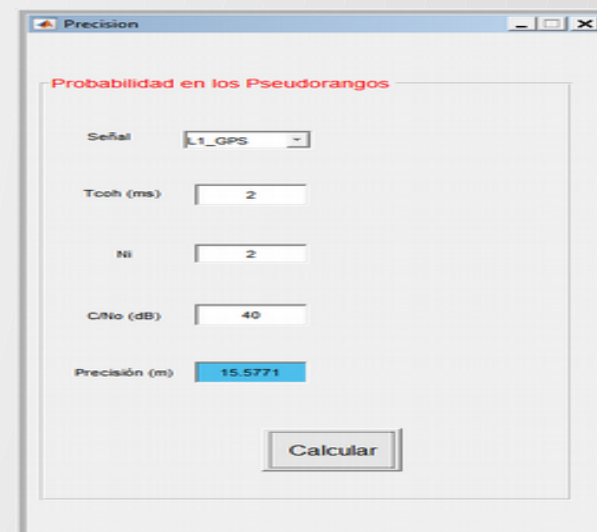 Precision
Probabilidad en los Pseudorangos
Señal L1_GPS
Tcoh (ms) 2
Ni 2
C/No (dB) 40
Precisión (m) 15.5771
Calcular